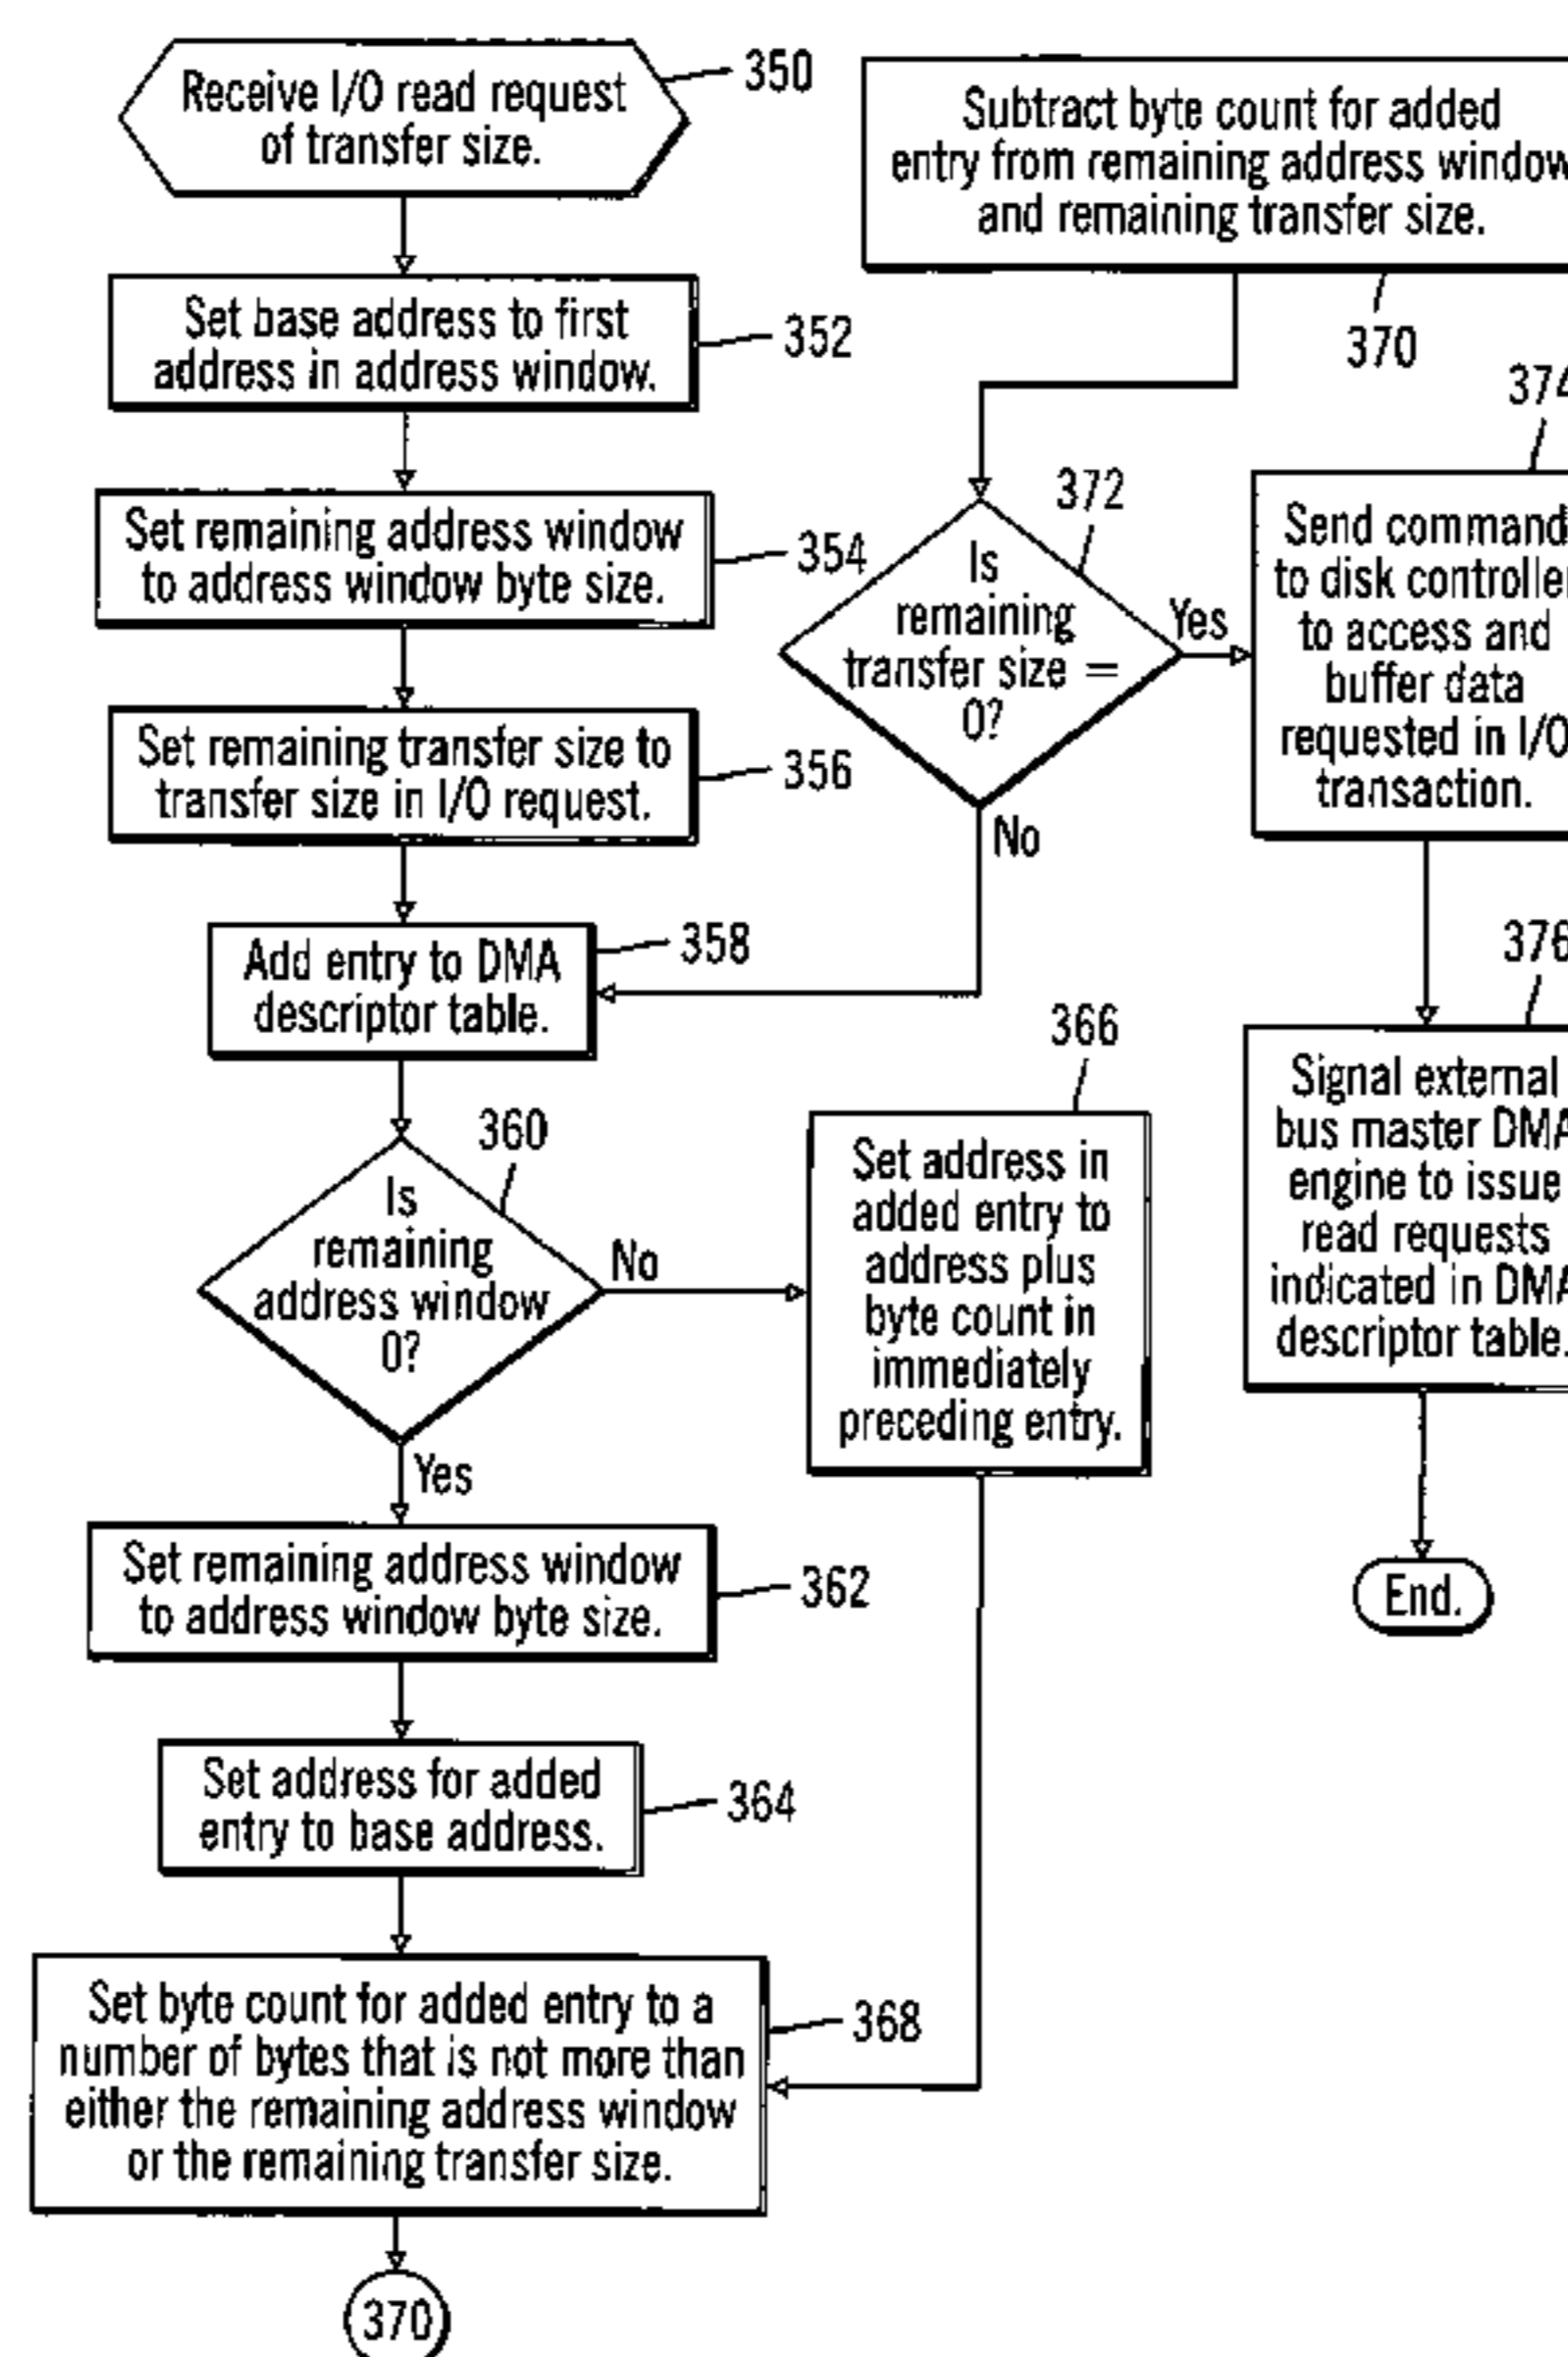 Receive I/O read request
of transfer size.
350
Set base address to first
address in address window.
352
Set remaining address window
to address window byte size.
354
Set remaining transfer size to
transfer size in I/O request.
356
Add entry to DMA
descriptor table.
358
360
Is
remaining
address window
0?
No
Yes
366
Set address in
added entry to
address plus
byte count in
immediately
preceding entry.
Set remaining address window
to address window byte size.
362
Set address for added
entry to base address.
364
Set byte count for added entry to a
number of bytes that is not more than
either the remaining address window
or the remaining transfer size.
368
370
Subtract byte count for added
entry from remaining address window
and remaining transfer size.
370
372
Is
remaining
transfer size =
0?
Yes
No
374
Send command
to disk controller
to access and
buffer data
requested in I/O
transaction.
376
Signal external
bus master DMA
engine to issue
read requests
indicated in DMA
descriptor table.
End.